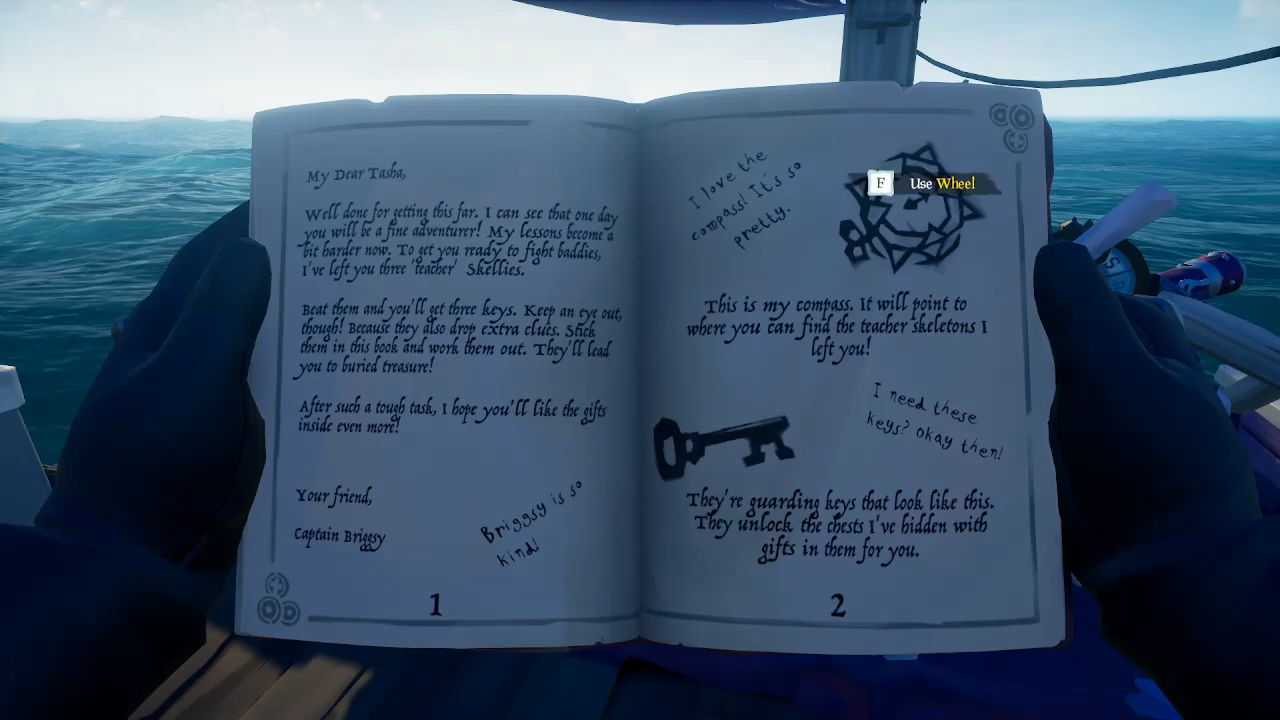 My Dear Tasha,
Well done for getting this far. I can see that one day
you will be a fine adventurer! My lessons become a
bit harder now. To get you ready to fight baddies,
I've left you three 'teacher' Skellies.
Beat them and you'll get three keys. Keep an eye out,
though! Because they also drop extra clues. Stick
them in this book and work them out. They'll lead
you to buried treasure!
After such a tough task, I hope you'll like the gifts
inside even more!
Your friend,
Captain Briggsy
Briggsy is so
kind!
1
I love the
compass! It's so
pretty.
F Use Wheel
This is my compass. It will point to
where you can find the teacher skeletons I
left you!
I need these
keys? okay then!
They're guarding keys that look like this.
They unlock the chests I've hidden with
gifts in them for you.
2
S